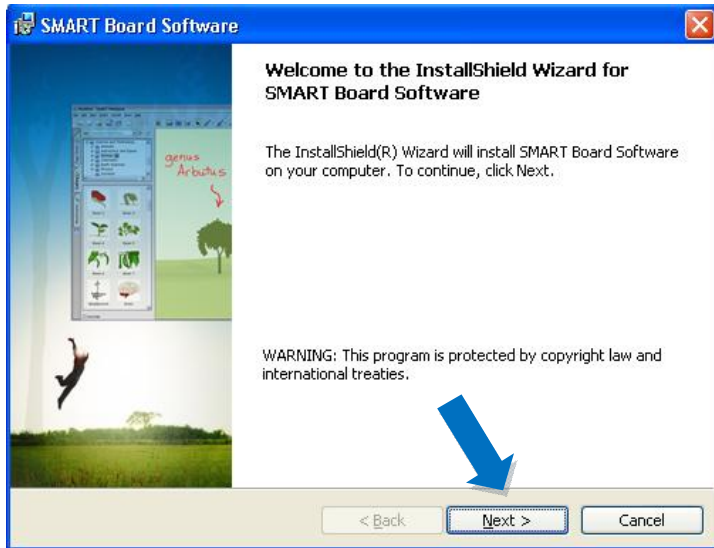 SMART Board Software
Welcome to the InstallShield Wizard for
SMART Board Software
The InstallShield(R) Wizard will install SMART Board Software
on your computer. To continue, click Next.
genus
Arbutus
WARNING: This program is protected by copyright law and
international treaties.
< Back
Next >
Cancel